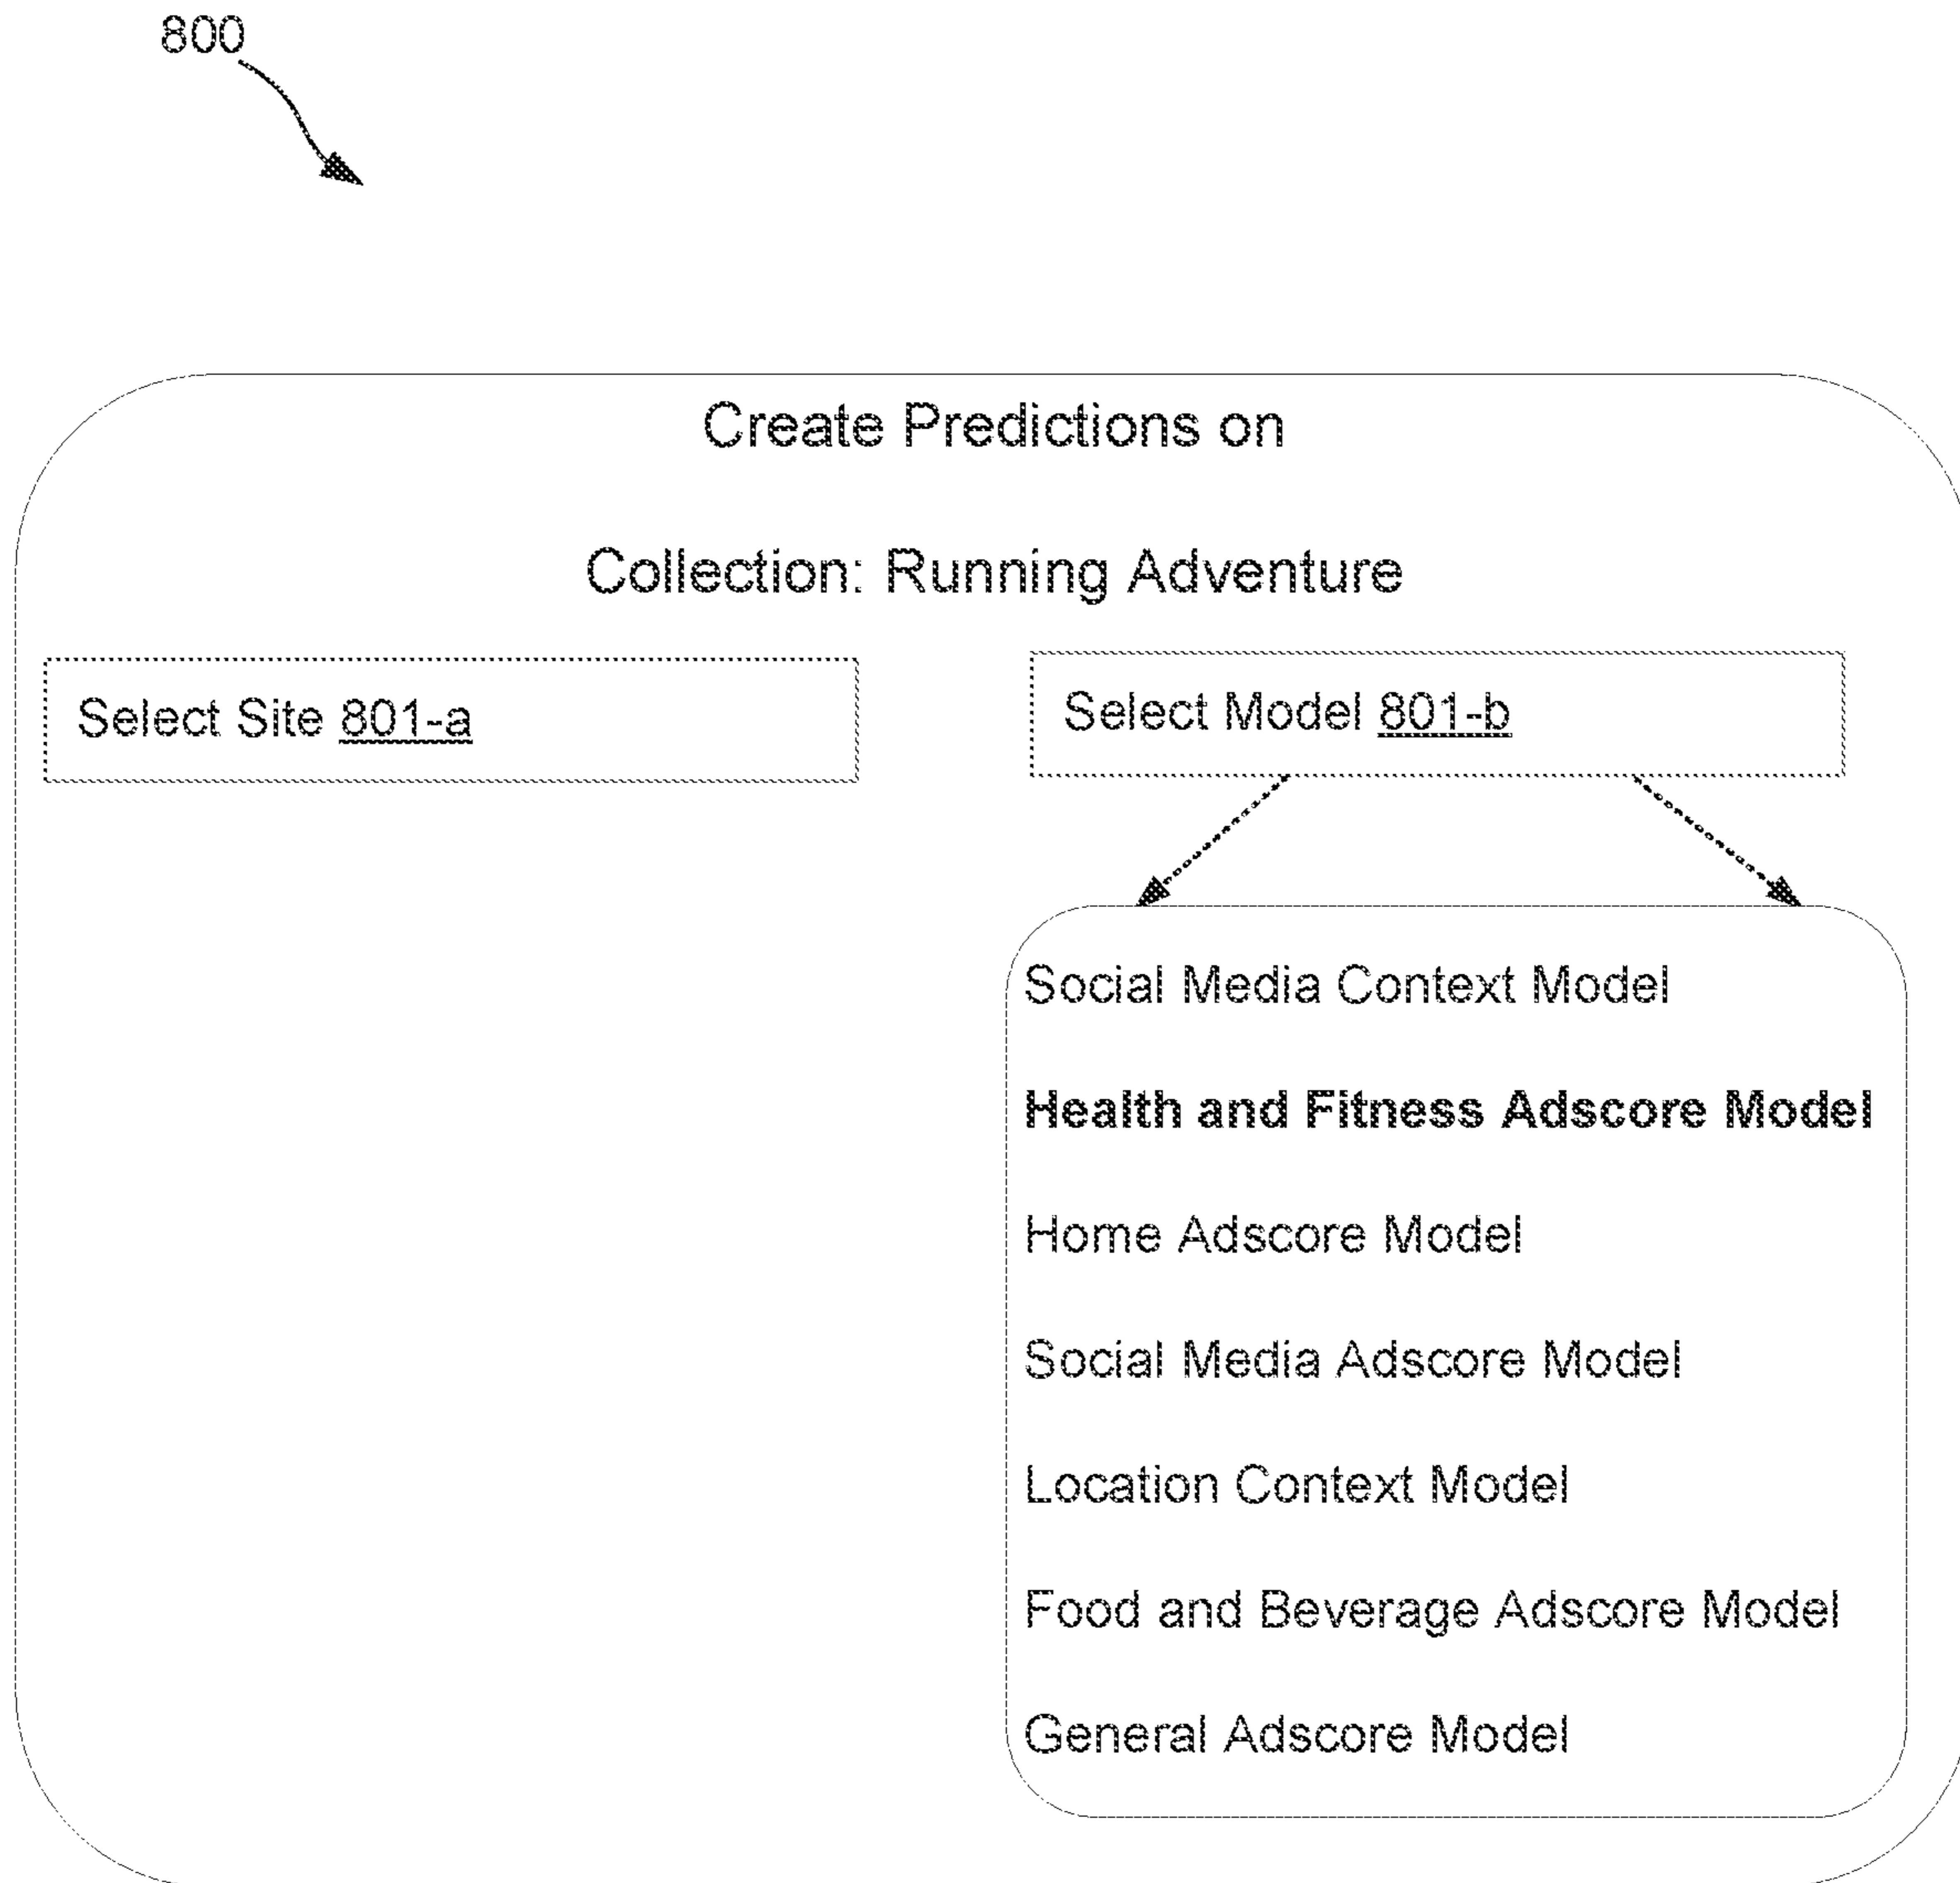 800
Create Predictions on
Collection: Running Adventure
Select Site 801-a
Select Model 801-b
Social Media Context Model
Health and Fitness Adscore Model
Home Adscore Model
Social Media Adscore Model
Location Context Model
Food and Beverage Adscore Model
General Adscore Model